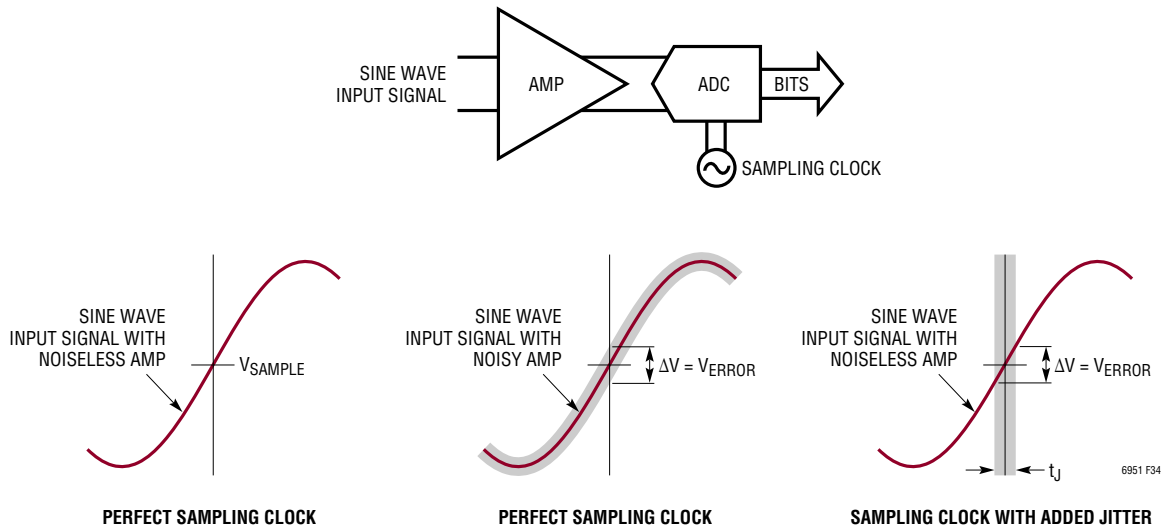 SINE WAVE
INPUT SIGNAL
AMP
ADC
BITS
SAMPLING CLOCK
SINE WAVE
INPUT SIGNAL WITH
NOISELESS AMP
VSAMPLE
SINE WAVE
INPUT SIGNAL WITH
NOISY AMP
ΔV = VERROR
SINE WAVE
INPUT SIGNAL WITH
NOISELESS AMP
ΔV = VERROR
tJ
6951 F34
PERFECT SAMPLING CLOCK
PERFECT SAMPLING CLOCK
SAMPLING CLOCK WITH ADDED JITTER